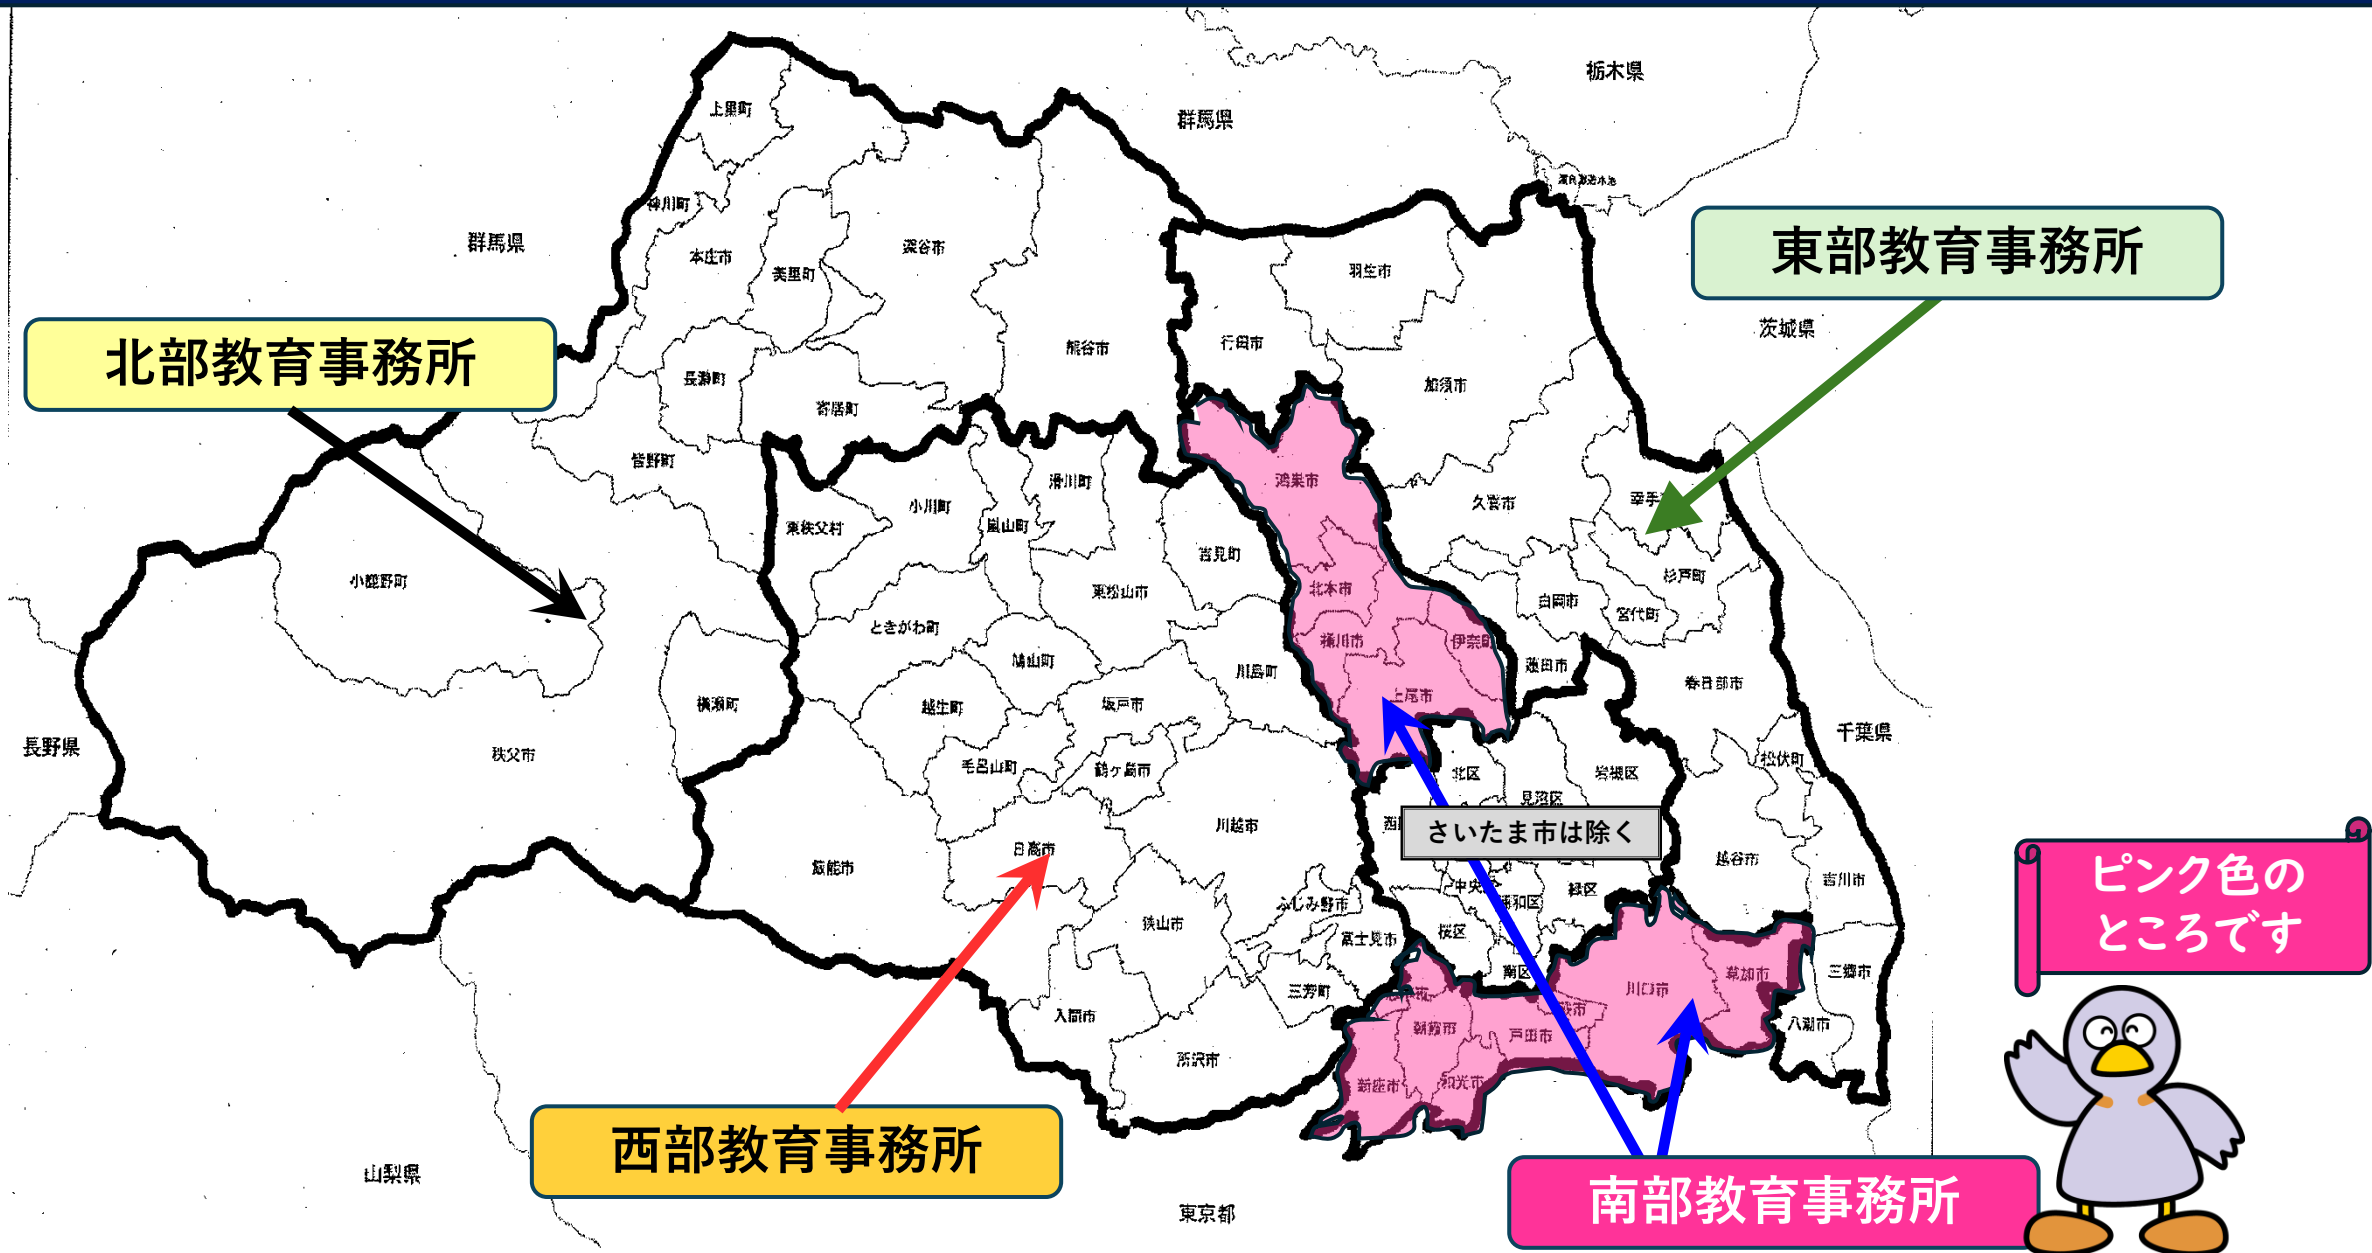 栃木県
群馬県
上里町
渡良瀬遊水池
神川町
群馬県
本庄市
美里町
深谷市
羽生市
東部教育事務所
茨城県
北部教育事務所
熊谷市
行田市
加須市
長瀞町
寄居町
皆野町
鴻巣市
久喜市
幸手
小川町
滑川町
嵐山町
東秩父村
吉見町
小鹿野町
東松山市
北本市
白岡市
杉戸町
宮代町
ときがわ町
桶川市
伊奈町
鳩山町
川島町
蓮田市
春日部市
横瀬町
越生町
坂戸市
上尾市
長野県
秩父市
毛呂山町
鶴ヶ島市
北区
岩槻区
松伏町
千葉県
見沼区
川越市
西
さいたま市は除く
日高市
飯能市
越谷市
吉川市
ピンク色の
ところです
中央
浦和区
緑区
ふじみ野市
狭山市
富士見市
桜区
南区
三芳町
川口市
草加市
三郷市
入間市
朝霞市
戸田市
八潮市
所沢市
新座市
和光市
西部教育事務所
山梨県
南部教育事務所
東京都